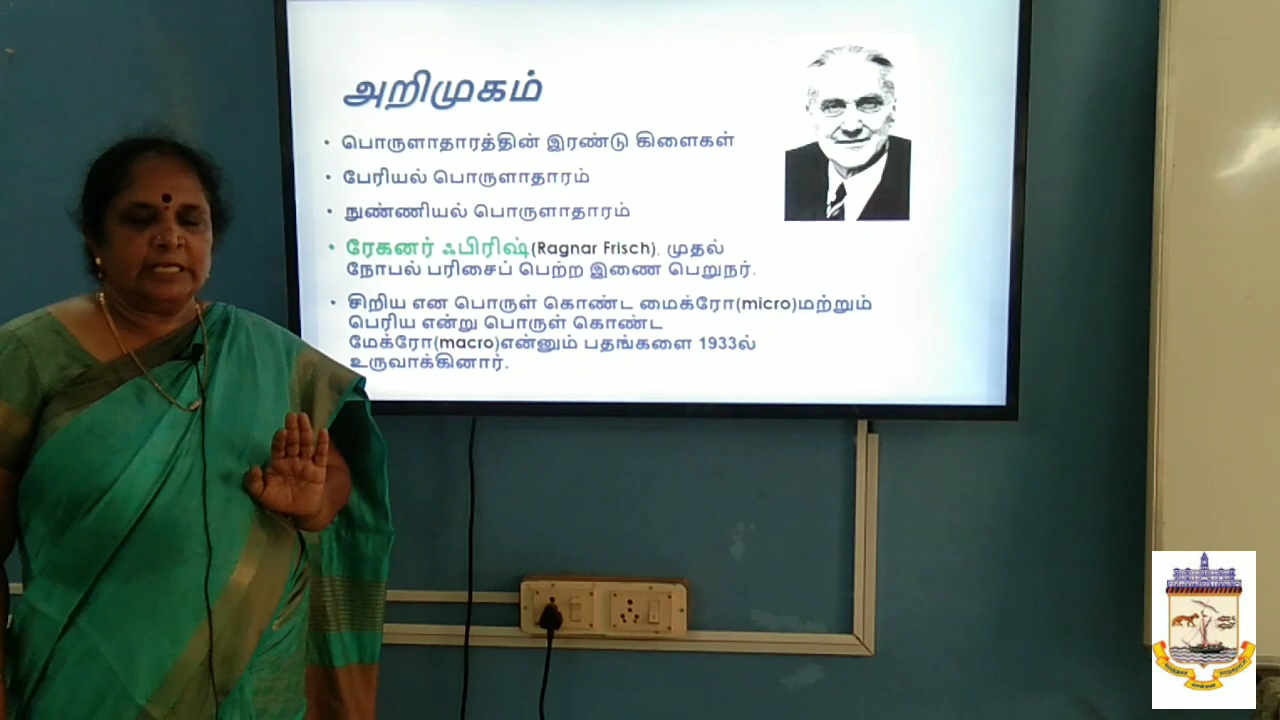 அறிமுகம்
• பொருளாதாரத்தின் இரண்டு கிளைகள்
• பேரியல் பொருளாதாரம்
• நுண்ணியல் பொருளாதாரம்
• ரேகனர் ஃபிரிஷ்(Ragnar Frisch), முதல்
நோபல் பரிசைப் பெற்ற இணை பெறுநர்.
• சிறிய என பொருள் கொண்ட மைக்ரோ(micro)மற்றும்
பெரிய என்று பொருள் கொண்ட
மேக்ரோ(macro)என்னும் பதங்களை 1933ல்
உருவாக்கினார்.